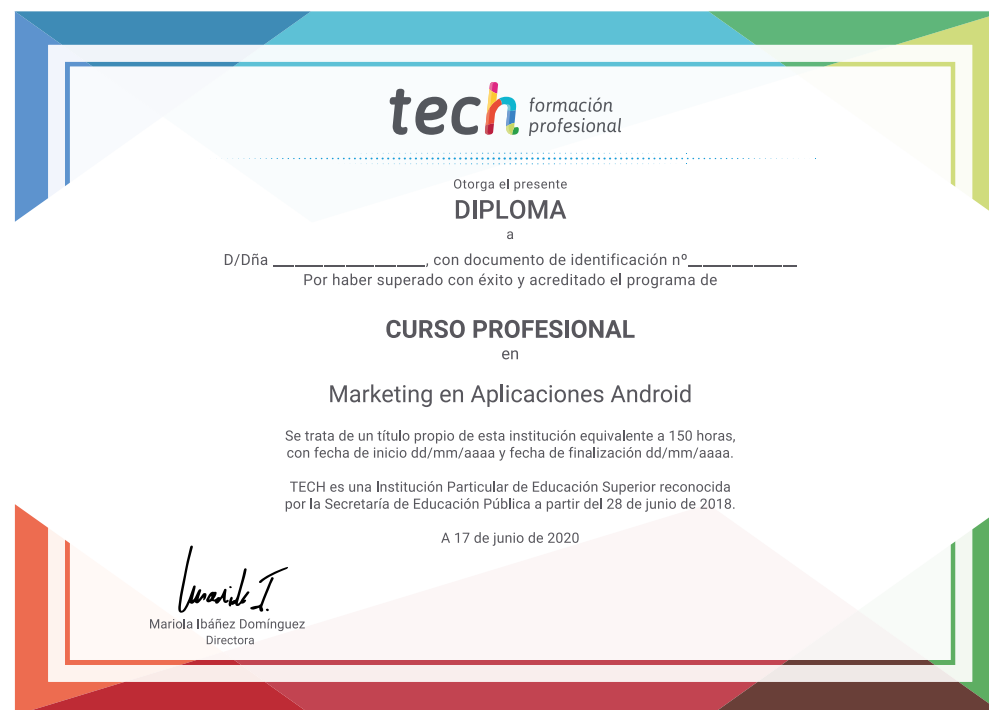 tech formación
profesional
Otorga el presente
DIPLOMA
a
D/Dña ______________, con documento de identificación nº__________
Por haber superado con éxito y acreditado el programa de
CURSO PROFESIONAL
en
Marketing en Aplicaciones Android
Se trata de un título propio de esta institución equivalente a 150 horas,
con fecha de inicio dd/mm/aaaa y fecha de finalización dd/mm/aaaa.
TECH es una Institución Particular de Educación Superior reconocida
por la Secretaría de Educación Pública a partir del 28 de junio de 2018.
A 17 de junio de 2020
Mariola Ibáñez Domínguez
Directora